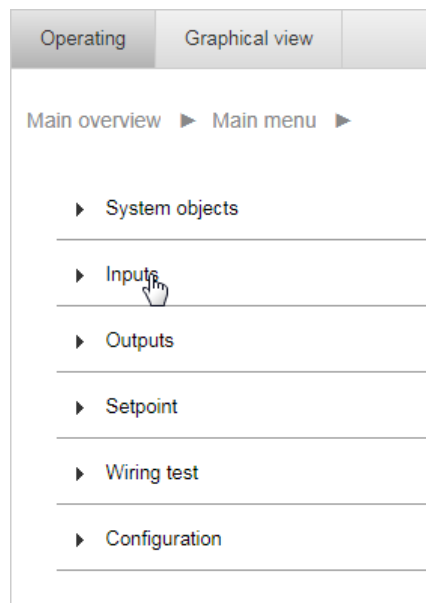 Operating Graphical view
Main overview ► Main menu ►
System objects
Inputs
Outputs
Setpoint
Wiring test
Configuration